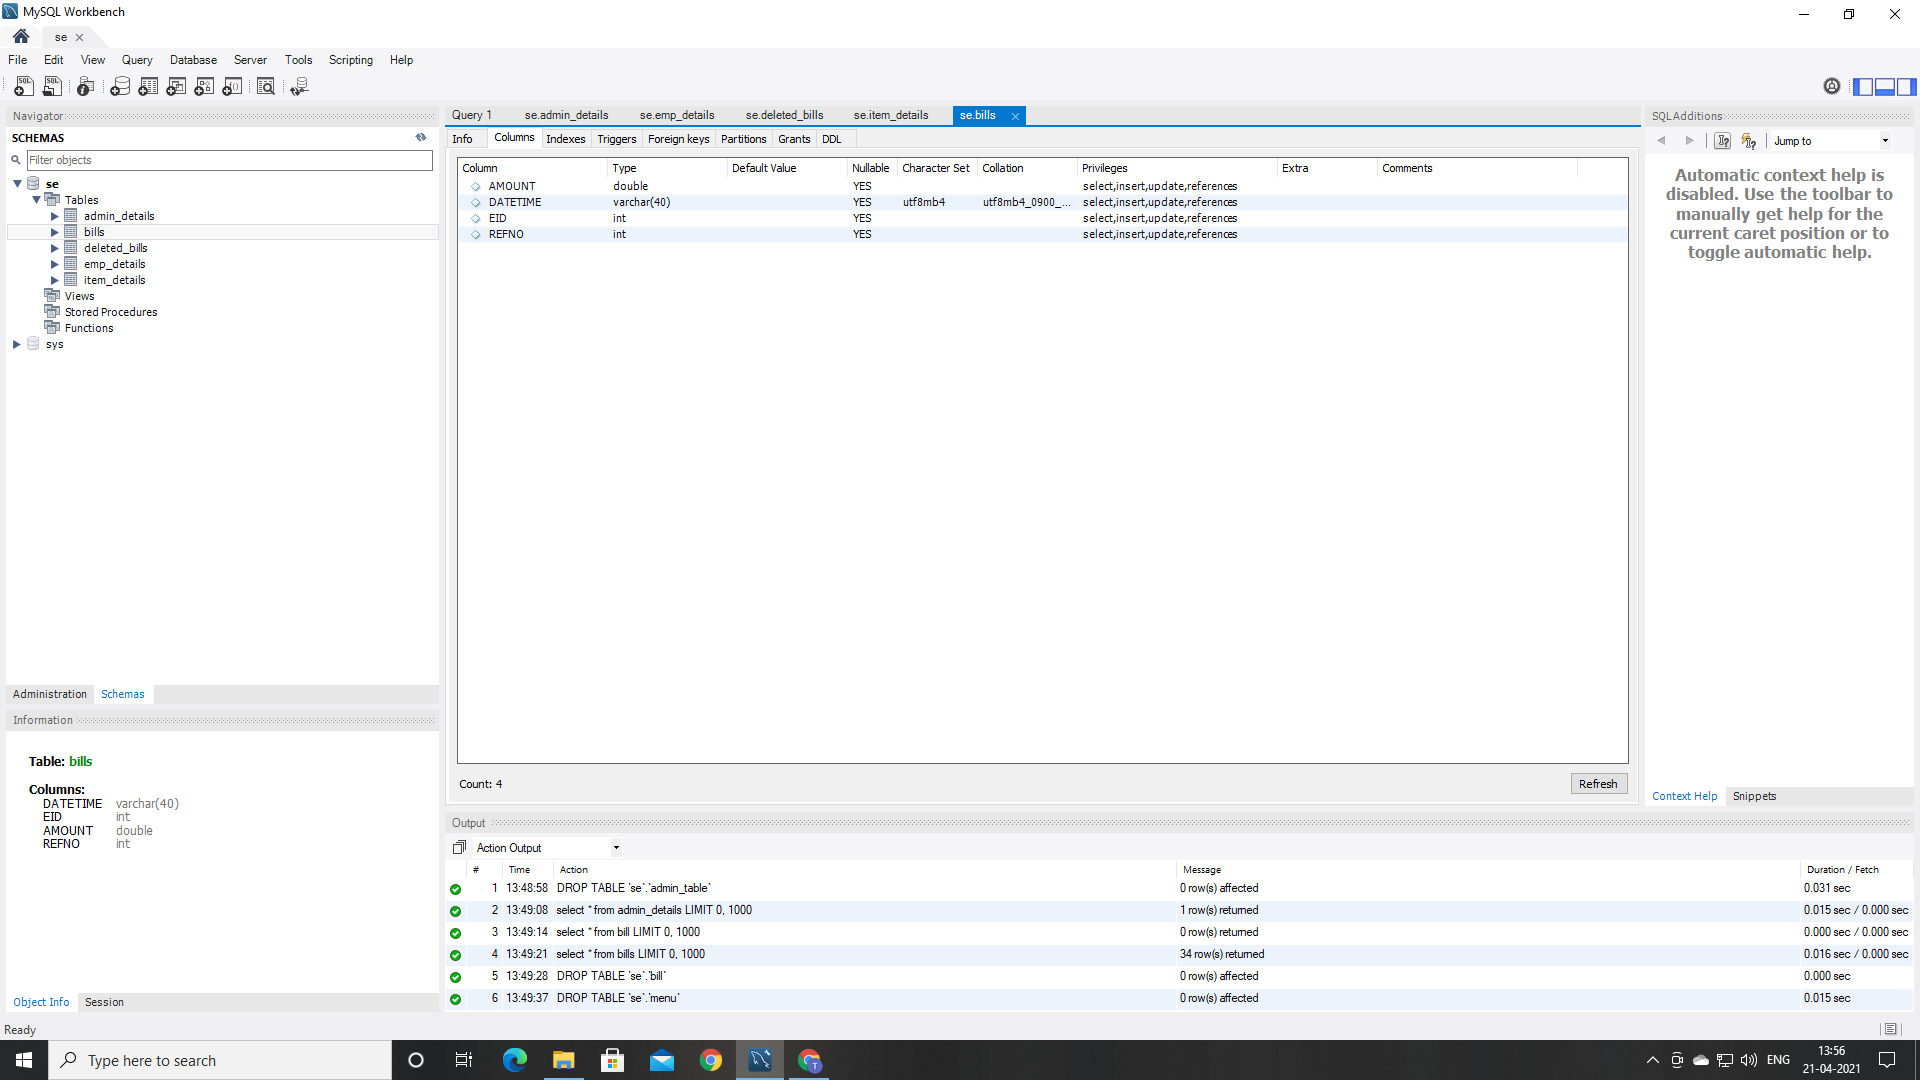 MySQL Workbench
se
File Edit View Query Database Server Tools Scripting Help
Navigator
SCHEMAS
Filter objects
se
Tables
admin_details
bills
deleted_bills
emp_details
item_details
Views
Stored Procedures
Functions
sys
Administration Schemas
Information
Table: bills
Columns:
DATETIME varchar(40)
EID int
AMOUNT double
REFNO int
Object Info Session
Query 1 se.admin_details se.emp_details se.deleted_bills se.item_details se.bills
Info Columns Indexes Triggers Foreign keys Partitions Grants DDL
Column Type Default Value Nullable Character Set Collation Privileges Extra Comments
AMOUNT double YES select,insert,update,references
DATETIME varchar(40) YES utf8mb4 utf8mb4_0900_... select,insert,update,references
EID int YES select,insert,update,references
REFNO int YES select,insert,update,references
Count: 4
Refresh
SQLAdditions
Jump to
Automatic context help is
disabled. Use the toolbar to
manually get help for the
current caret position or to
toggle automatic help.
Context Help Snippets
Output
Action Output
# Time Action Message Duration / Fetch
1 13:48:58 DROP TABLE `se`.`admin_table` 0 row(s) affected 0.031 sec
2 13:49:08 select * from admin_details LIMIT 0, 1000 1 row(s) returned 0.015 sec / 0.000 sec
3 13:49:14 select * from bill LIMIT 0, 1000 0 row(s) returned 0.000 sec / 0.000 sec
4 13:49:21 select * from bills LIMIT 0, 1000 34 row(s) returned 0.016 sec / 0.000 sec
5 13:49:28 DROP TABLE `se`.`bill` 0 row(s) affected 0.000 sec
6 13:49:37 DROP TABLE `se`.`menu` 0 row(s) affected 0.015 sec
Ready
Type here to search
T
ENG
13:56
21-04-2021